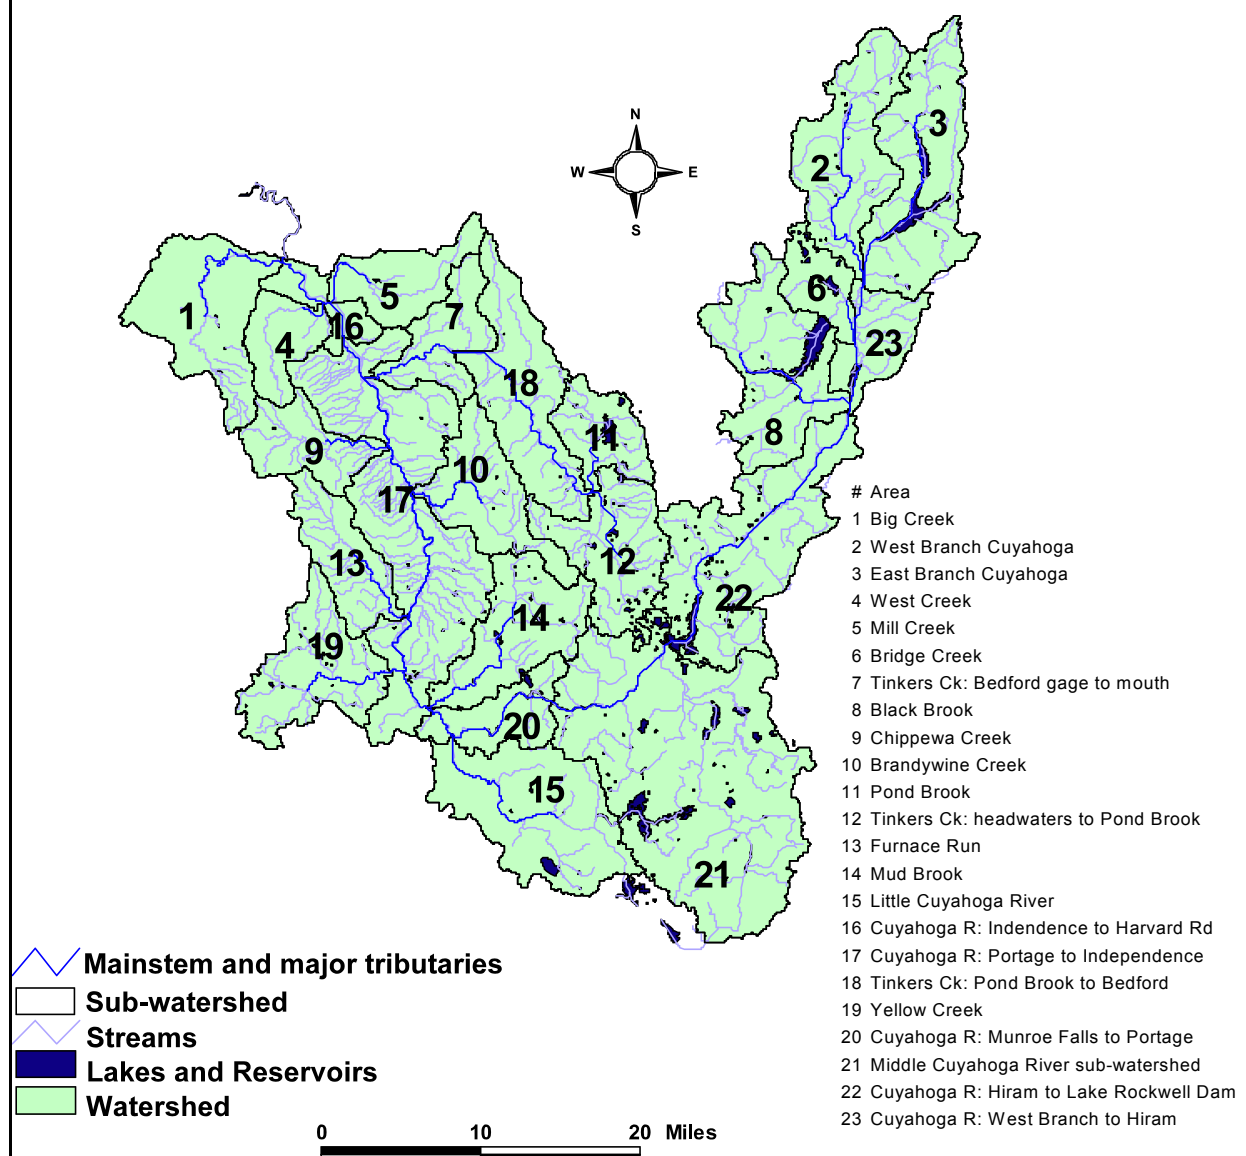 N
W E
S
3
2
6
5
1
16
7
4
23
18
11
8
9
10
17
12
13
22
14
19
20
15
21
# Area
1 Big Creek
2 West Branch Cuyahoga
3 East Branch Cuyahoga
4 West Creek
5 Mill Creek
6 Bridge Creek
7 Tinkers Ck: Bedford gage to mouth
8 Black Brook
9 Chippewa Creek
10 Brandywine Creek
11 Pond Brook
12 Tinkers Ck: headwaters to Pond Brook
13 Furnace Run
14 Mud Brook
15 Little Cuyahoga River
16 Cuyahoga R: Indendence to Harvard Rd
17 Cuyahoga R: Portage to Independence
18 Tinkers Ck: Pond Brook to Bedford
19 Yellow Creek
20 Cuyahoga R: Munroe Falls to Portage
21 Middle Cuyahoga River sub-watershed
22 Cuyahoga R: Hiram to Lake Rockwell Dam
23 Cuyahoga R: West Branch to Hiram
Mainstem and major tributaries
Sub-watershed
Streams
Lakes and Reservoirs
Watershed
0 10 20 Miles